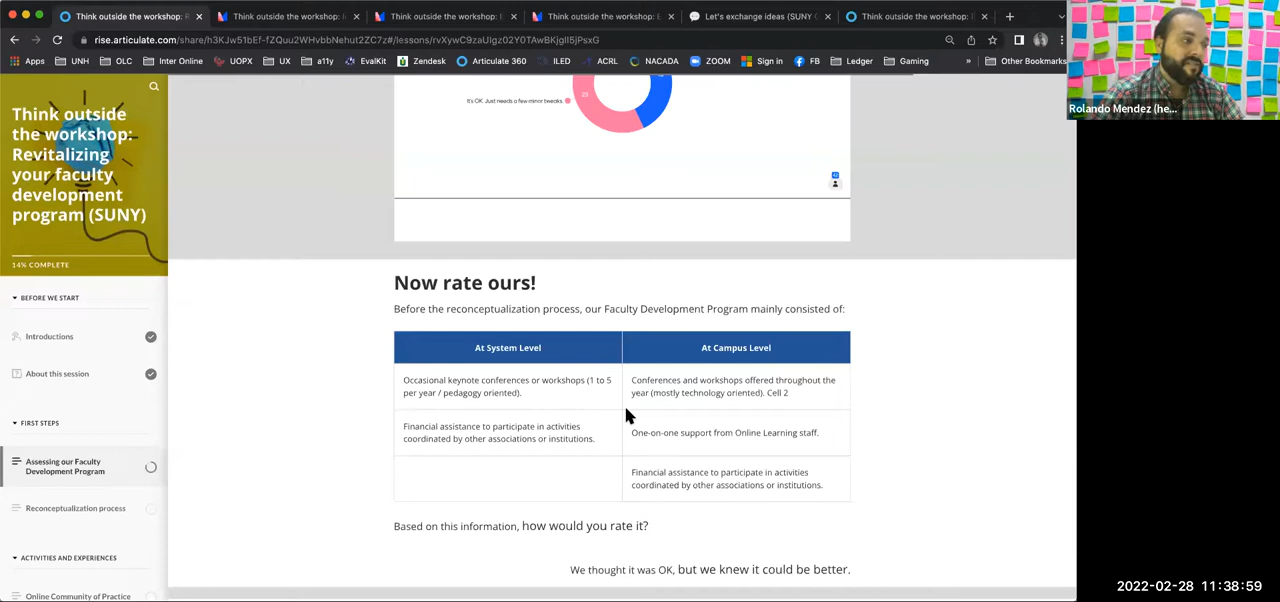 Think outside the workshop: R
Think outside the workshop:
Think outside the workshop:
Think outside the workshop: E
Let's exchange ideas (SUNY
Think outside the workshop:
rise.articulate.com/share/h3KJw51bEf-fZQuu2WHvbbNehut2ZC7z#/lessons/rvXywC9zaUIgz02Y0TAwBKjglI5jPsxG
Apps UNH OLC Inter Online UOPX UX a11y EvalKit Zendesk Articulate 360 ILED ACRL NACADA ZOOM Sign in FB Ledger Gaming » Other Bookmarks
Rolando Mendez (he...
Think outside
the workshop:
Revitalizing
your faculty
development
program (SUNY)
14% COMPLETE
BEFORE WE START
Introductions
About this session
FIRST STEPS
Assessing our Faculty
Development Program
Reconceptualization process
ACTIVITIES AND EXPERIENCES
Online Community of Practice
It's OK. Just needs a few minor tweaks.
23
Now rate ours!
Before the reconceptualization process, our Faculty Development Program mainly consisted of:
At System Level
At Campus Level
Occasional keynote conferences or workshops (1 to 5
per year / pedagogy oriented).
Conferences and workshops offered throughout the
year (mostly technology oriented). Cell 2
Financial assistance to participate in activities
coordinated by other associations or institutions.
One-on-one support from Online Learning staff.
Financial assistance to participate in activities
coordinated by other associations or institutions.
Based on this information, how would you rate it?
We thought it was OK, but we knew it could be better.
2022-02-28 11:38:59